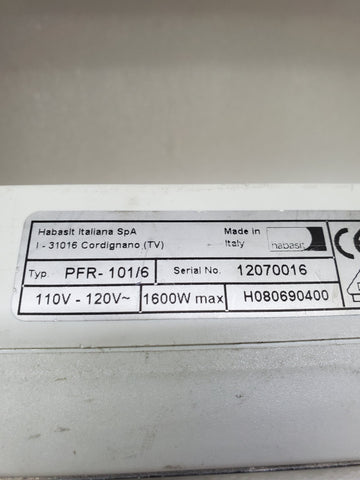 Habasit Italiana SpA
I - 31016 Cordignano (TV)
Made in
Italy
habasit
Typ. PFR- 101/6
Serial No. 12070016
110V - 120V~
1600W max
H080690400
CE